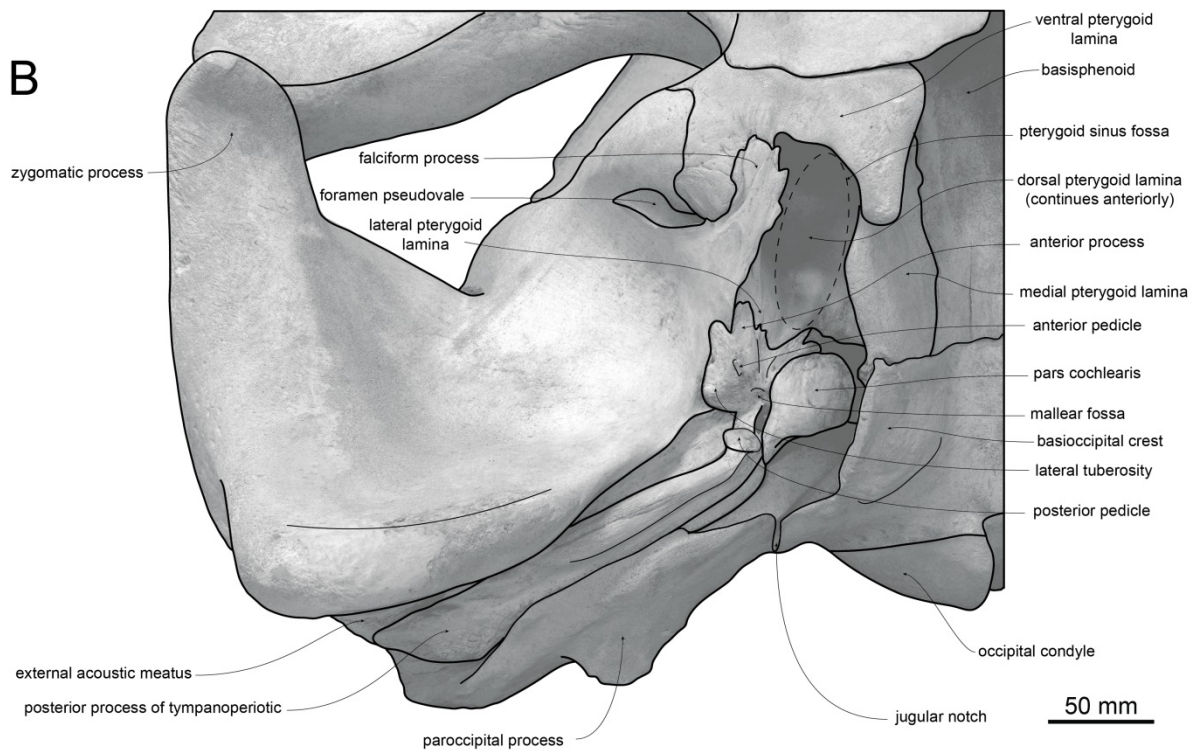 B
zygomatic process
falciform process
foramen pseudovale
lateral pterygoid
lamina
ventral pterygoid
lamina
basisphenoid
pterygoid sinus fossa
dorsal pterygoid lamina
(continues anteriorly)
anterior process
medial pterygoid lamina
anterior pedicle
pars cochlearis
mallear fossa
basioccipital crest
lateral tuberosity
posterior pedicle
external acoustic meatus
posterior process of tympanoperiotic
paroccipital process
jugular notch
occipital condyle
50 mm